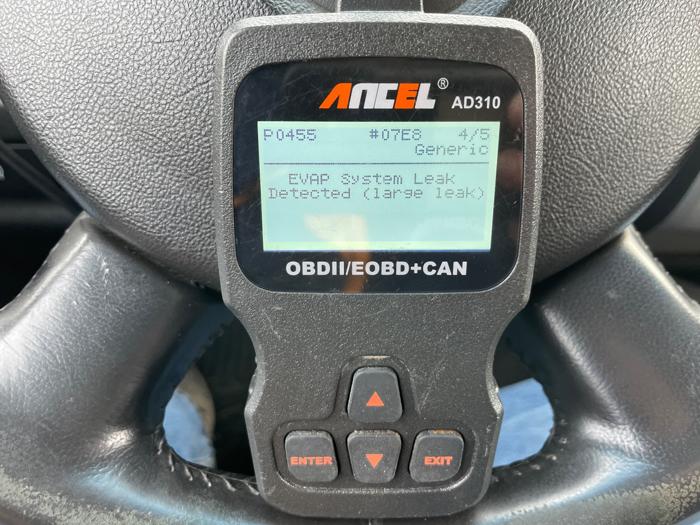 ANCEL® AD310
P0455 #07E8 4/5
Generic
EVAP System Leak
Detected (large leak)
OBDII/EOBD+CAN
ENTER
EXIT